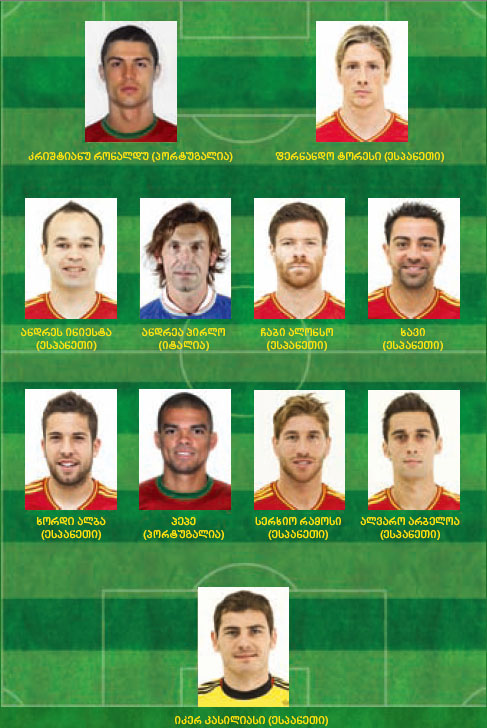 კრიშტიანუ რონალდუ (პორტუგალია)
ფერნანდო ტორესი (ესპანეთი)
ანდრეს ინიესტა
(ესპანეთი)
ანდრეა პირლო
(იტალია)
ჩაბი ალონსო
(ესპანეთი)
ხავი
(ესპანეთი)
ხორდი ალბა
(ესპანეთი)
პეპე
(პორტუგალია)
სერხიო რამოსი
(ესპანეთი)
ალვარო არბელოა
(ესპანეთი)
იკერ კასილიასი (ესპანეთი)